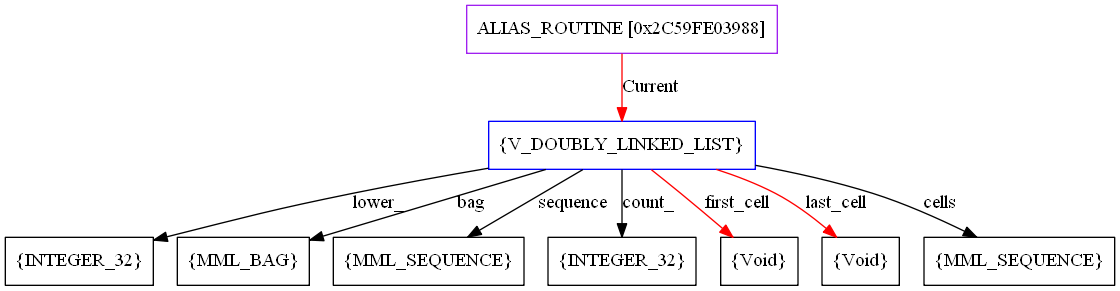 ALIAS_ROUTINE [0x2C59FE03988]
Current
{V_DOUBLY_LINKED_LIST}
lower_
bag
sequence
count_
first_cell
last_cell
cells
{INTEGER_32}
{MML_BAG}
{MML_SEQUENCE}
{INTEGER_32}
{Void}
{Void}
{MML_SEQUENCE}